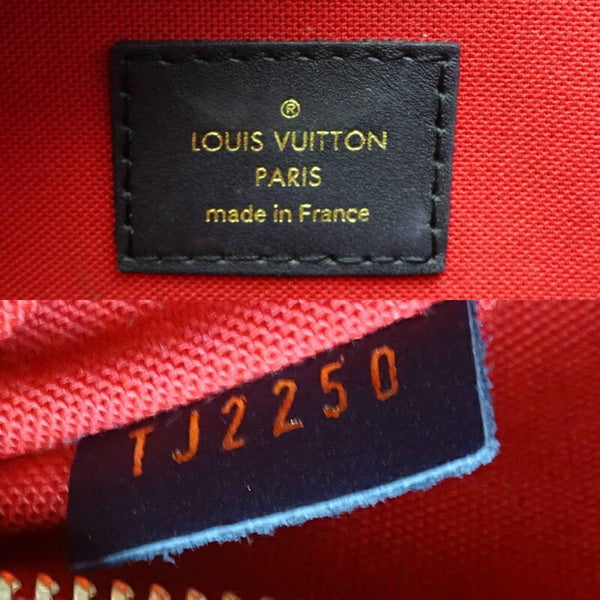 ®
LOUIS VUITTON
PARIS
made in France
TJ2250